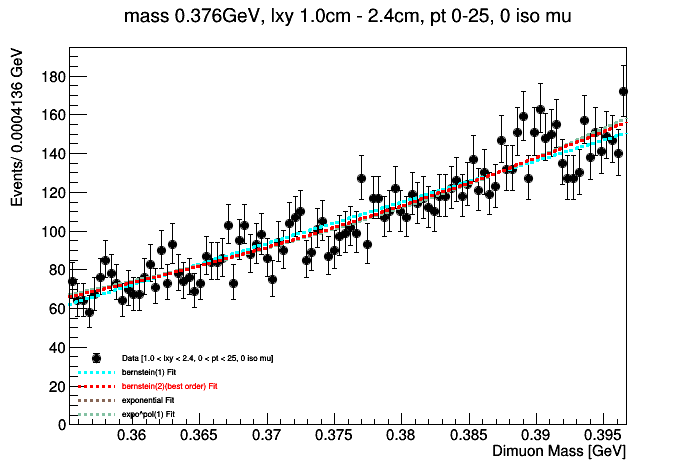 mass 0.376GeV, lxy 1.0cm - 2.4cm, pt 0-25, 0 iso mu
Events/ 0.0004136 GeV
180
160
140
120
100
80
60
40
20
0
Data [1.0 < lxy < 2.4, 0 < pt < 25, 0 iso mu]
bernstein(1) Fit
bernstein(2)(best order) Fit
exponential Fit
expo*pol(1) Fit
0.36 0.365 0.37 0.375 0.38 0.385 0.39 0.395
Dimuon Mass [GeV]